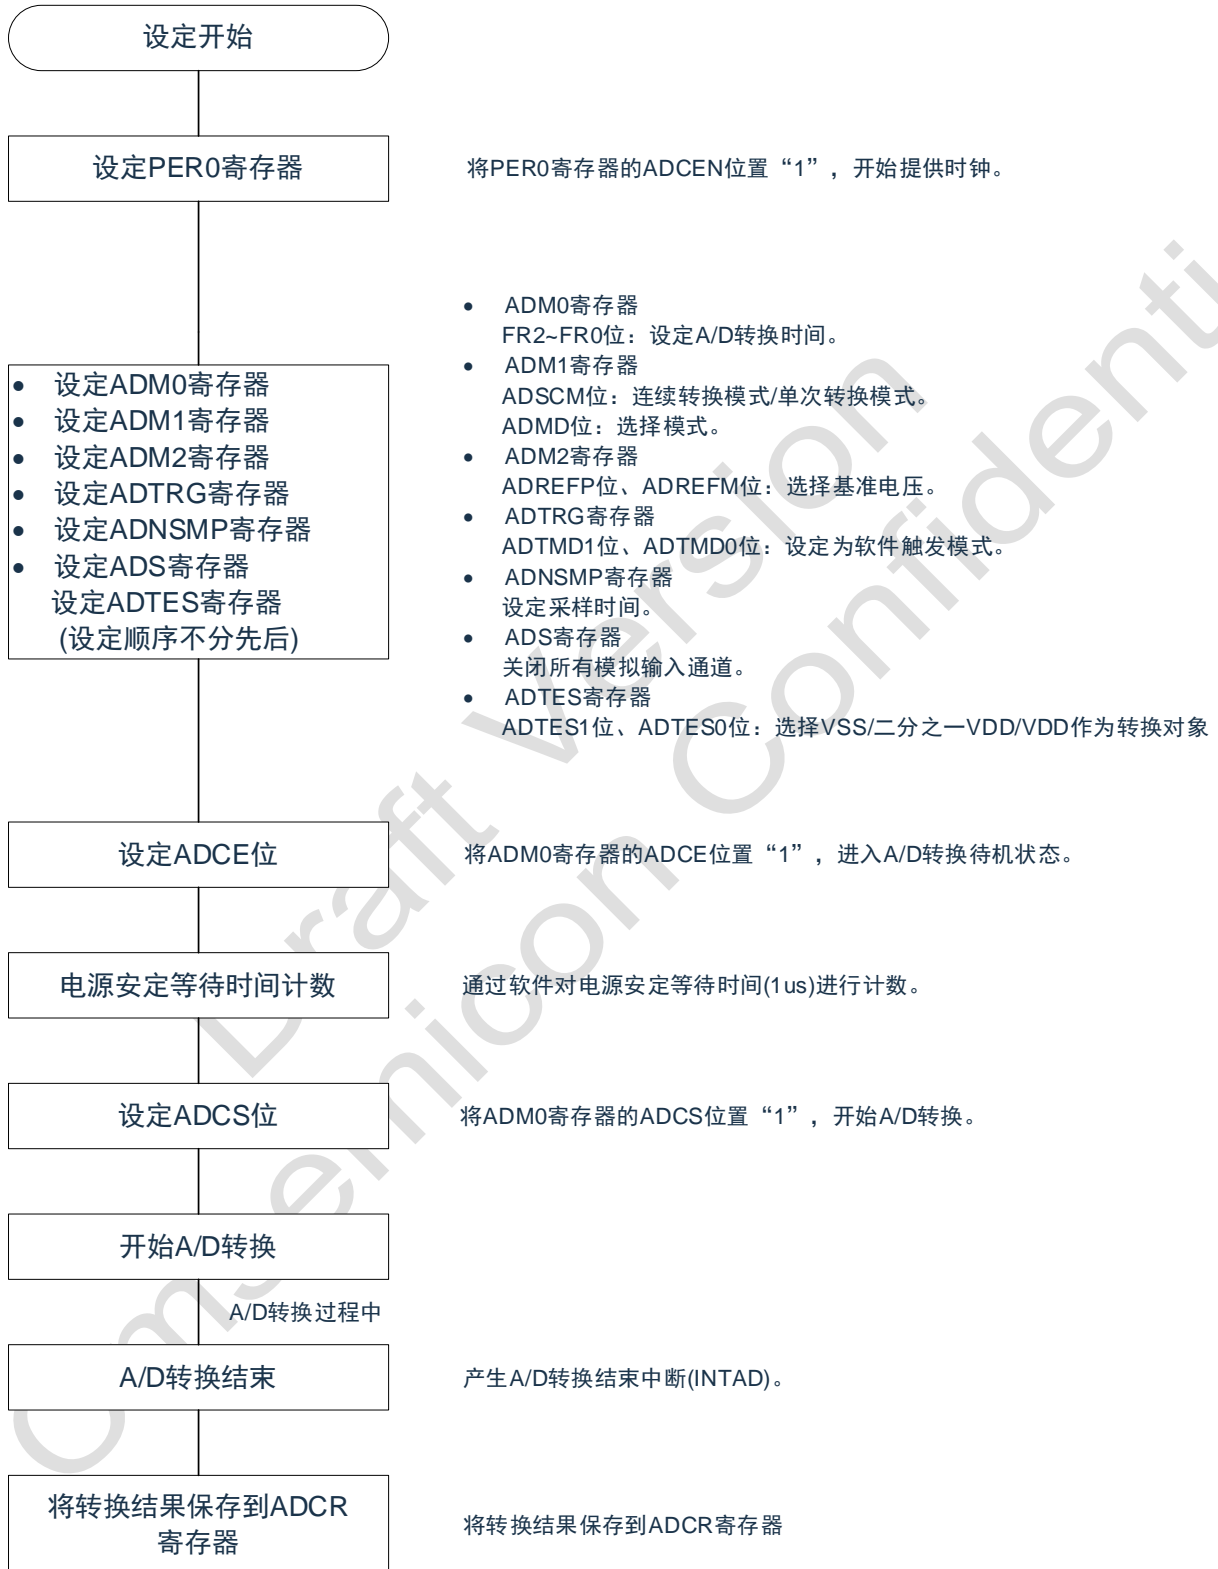 设定开始
设定PER0寄存器
将PER0寄存器的ADCEN位置“1”，开始提供时钟。
• 设定ADM0寄存器
• 设定ADM1寄存器
• 设定ADM2寄存器
• 设定ADTRG寄存器
• 设定ADNSMP寄存器
• 设定ADS寄存器
设定ADTES寄存器
(设定顺序不分先后)
• ADM0寄存器
FR2~FR0位：设定A/D转换时间。
• ADM1寄存器
ADSCM位：连续转换模式/单次转换模式。
ADMD位：选择模式。
• ADM2寄存器
ADREFP位、ADREFM位：选择基准电压。
• ADTRG寄存器
ADTMD1位、ADTMD0位：设定为软件触发模式。
• ADNSMP寄存器
设定采样时间。
• ADS寄存器
关闭所有模拟输入通道。
• ADTES寄存器
ADTES1位、ADTES0位：选择VSS/二分之一VDD/VDD作为转换对象
设定ADCE位
将ADM0寄存器的ADCE位置“1”，进入A/D转换待机状态。
电源安定等待时间计数
通过软件对电源安定等待时间(1us)进行计数。
设定ADCS位
将ADM0寄存器的ADCS位置“1”，开始A/D转换。
开始A/D转换
A/D转换过程中
A/D转换结束
产生A/D转换结束中断(INTAD)。
将转换结果保存到ADCR
寄存器
将转换结果保存到ADCR寄存器
Draft Version
Cmsemicon Confidenti